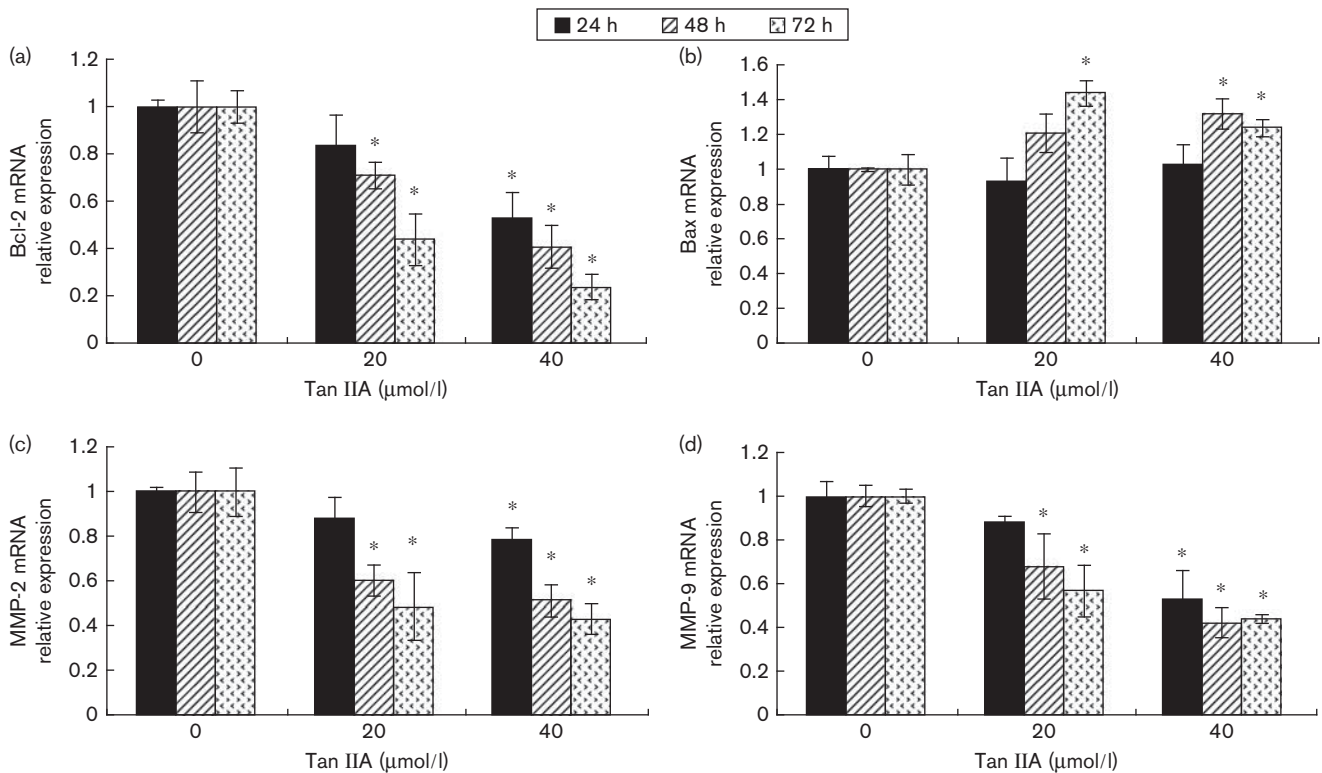 24 h 48 h 72 h
(a)
1.2
1
0.8
0.6
0.4
0.2
0
Bcl-2 mRNA
relative expression
* * * * *
0 20 40
Tan IIA (μmol/l)
(b)
1.6
1.4
1.2
1
0.8
0.6
0.4
0.2
0
Bax mRNA
relative expression
* * *
0 20 40
Tan IIA (μmol/l)
(c)
1.2
1
0.8
0.6
0.4
0.2
0
MMP-2 mRNA
relative expression
* * * * *
0 20 40
Tan IIA (μmol/l)
(d)
1.2
1
0.8
0.6
0.4
0.2
0
MMP-9 mRNA
relative expression
* * * * *
0 20 40
Tan IIA (μmol/l)